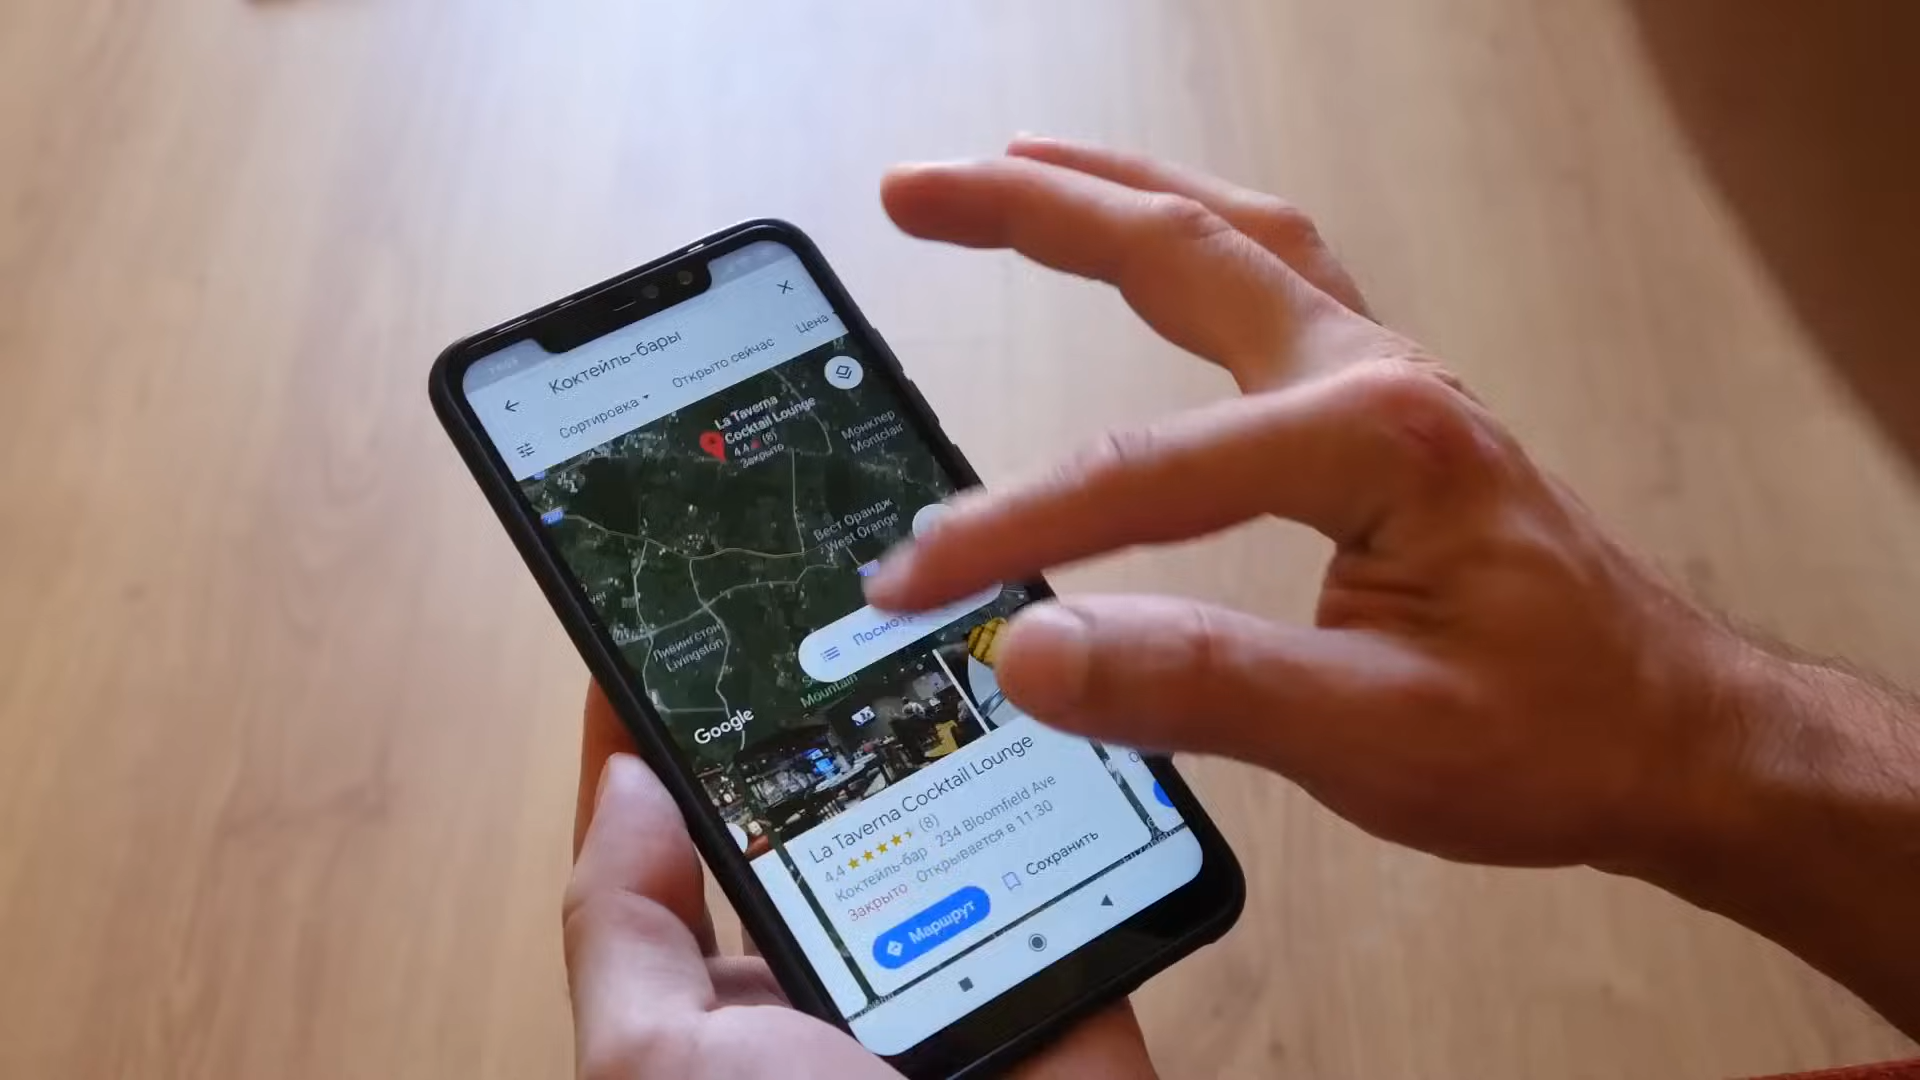 Коктейль-бары
Сортировка Открыто сейчас Цена
La Taverna
Cocktail Lounge
4,4 (8)
Закрыто
Монклер
Montclair
Вест Орандж
West Orange
Ливингстон
Livingston
Mountain
Google
La Taverna Cocktail Lounge
4,4 (8)
Коктейль-бар 234 Bloomfield Ave
Закрыто Открывается в 11:30
Маршрут Сохранить